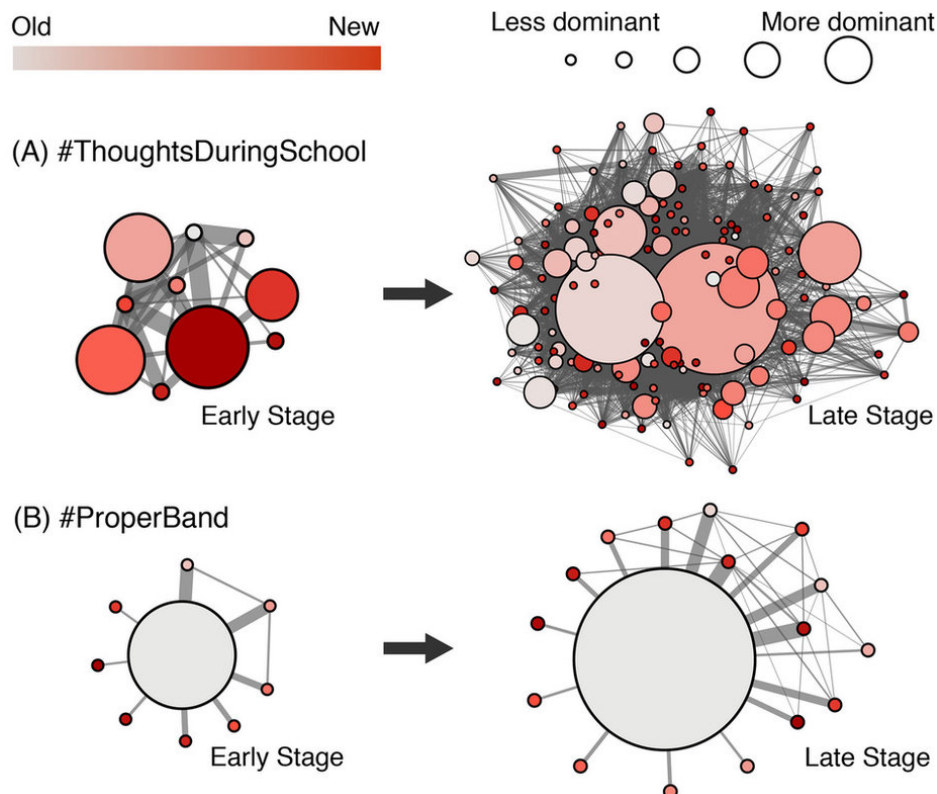 Old New
Less dominant More dominant
(A) #ThoughtsDuringSchool
Early Stage
Late Stage
(B) #ProperBand
Early Stage
Late Stage